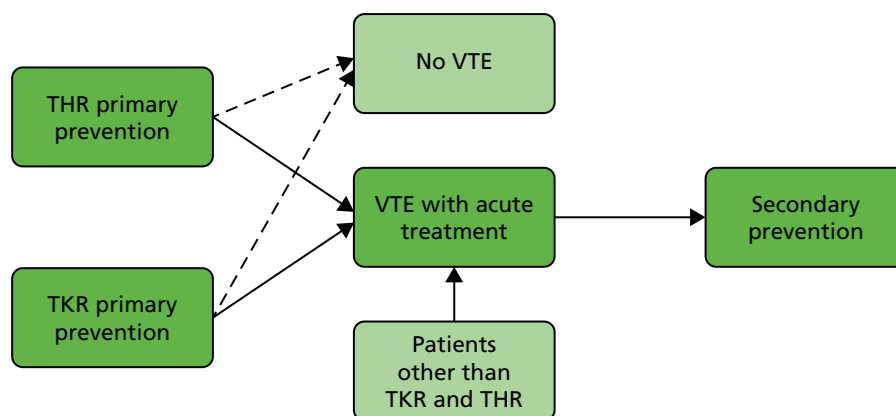 THR primary
prevention
No VTE
VTE with acute
treatment
Secondary
prevention
TKR primary
prevention
Patients
other than
TKR and THR